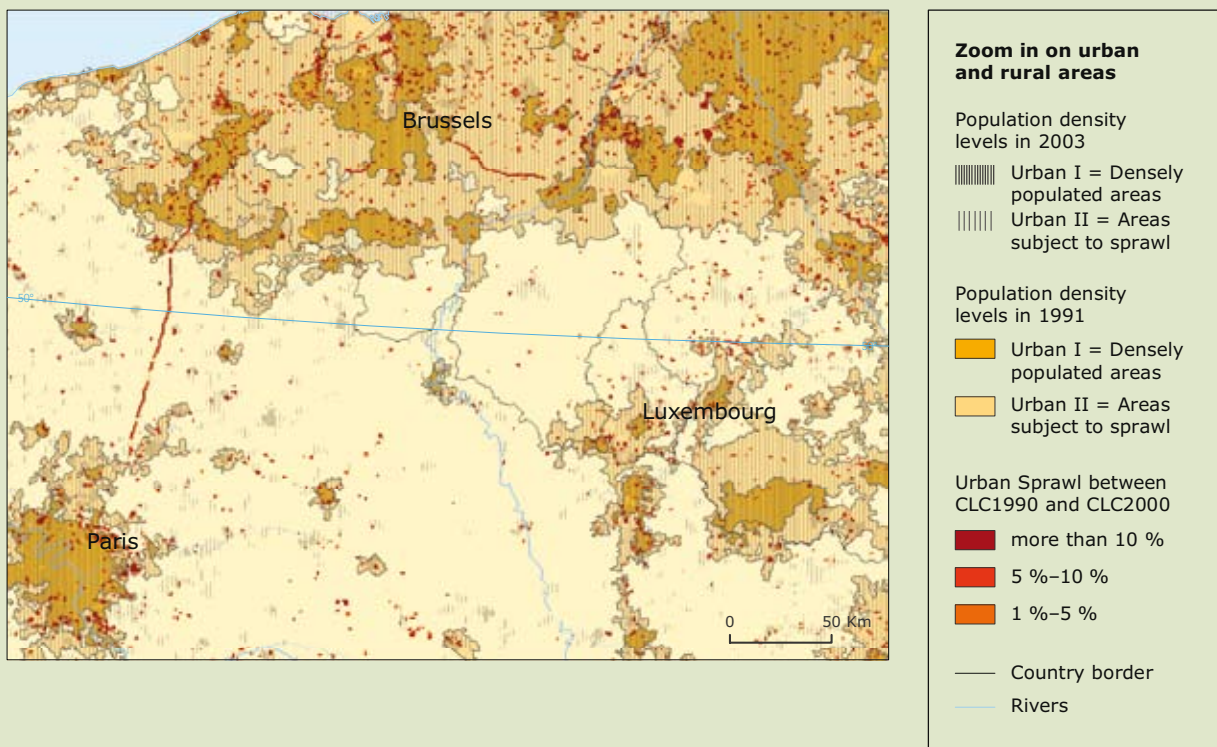 Brussels
50°
Luxembourg
Paris
0 50 Km
Zoom in on urban
and rural areas
Population density
levels in 2003
Urban I = Densely
populated areas
Urban II = Areas
subject to sprawl
Population density
levels in 1991
Urban I = Densely
populated areas
Urban II = Areas
subject to sprawl
Urban Sprawl between
CLC1990 and CLC2000
more than 10 %
5 %–10 %
1 %–5 %
Country border
Rivers